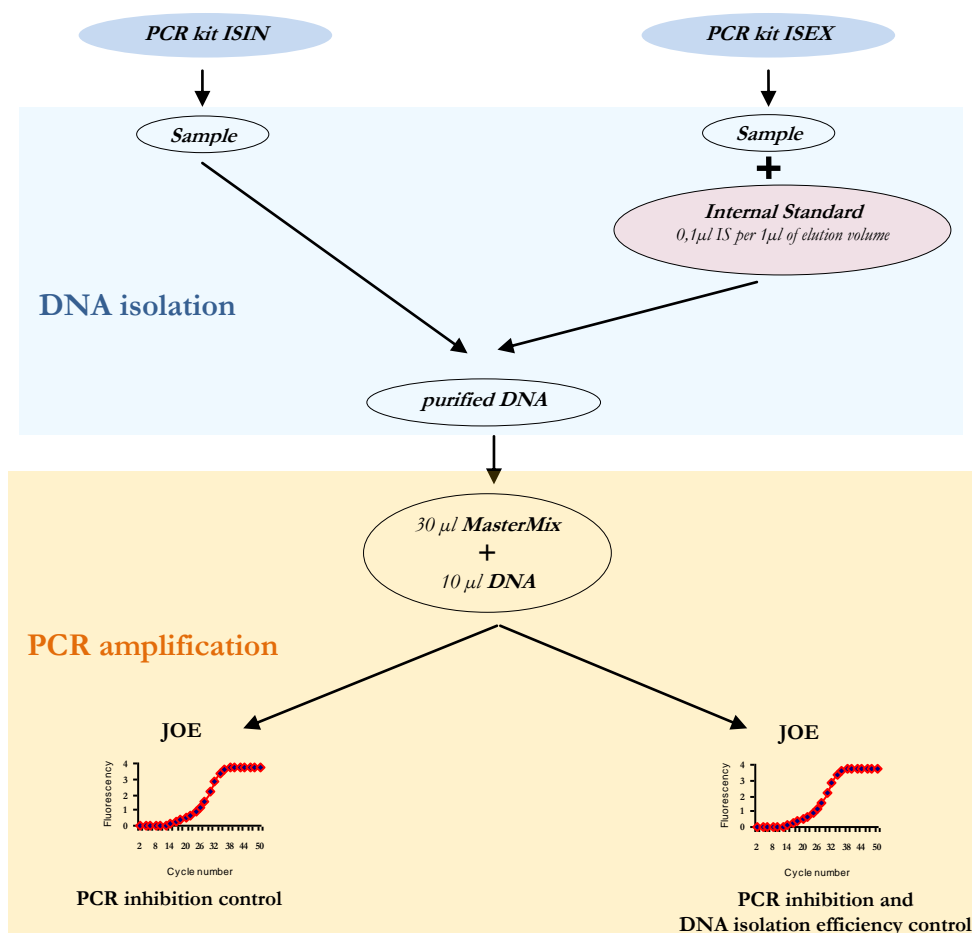 PCR kit ISIN
PCR kit ISEX
Sample
Sample
+
Internal Standard
0,1µl IS per 1µl of elution volume
DNA isolation
purified DNA
30 µl MasterMix
+
10 µl DNA
PCR amplification
JOE
4
3
2
1
0
Fluorescency
2 8 14 20 26 32 38 44 50
Cycle number
PCR inhibition control
JOE
4
3
2
1
0
Fluorescency
2 8 14 20 26 32 38 44 50
Cycle number
PCR inhibition and
DNA isolation efficiency control